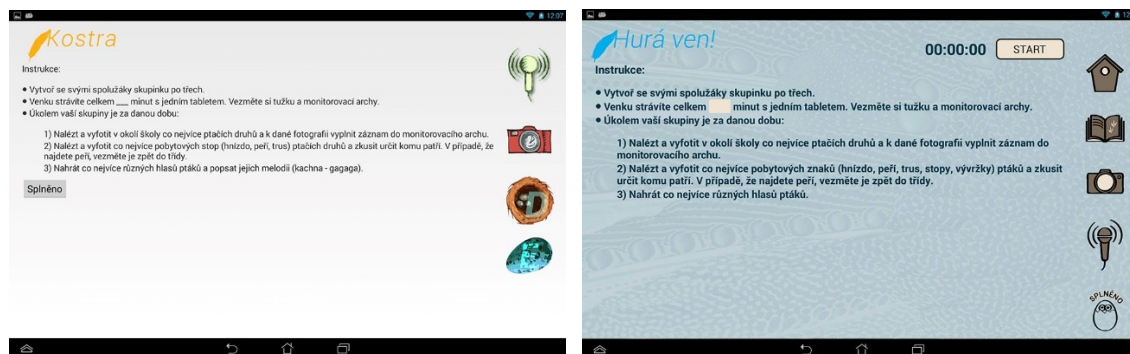 12:07
Kostra
Instrukce:
• Vytvoř se svými spolužáky skupinku po třech.
• Venku strávíte celkem ___ minut s jedním tabletem. Vezměte si tužku a monitorovací archy.
• Úkolem vaší skupiny je za danou dobu:
1) Nalézt a vyfotit v okolí školy co nejvíce ptačích druhů a k dané fotografii vyplnit záznam do monitorovacího archu.
2) Nalézt a vyfotit co nejvíce pobytových stop (hnízdo, peří, trus) ptačích druhů a zkusit určit komu patří. V případě, že
najdete peří, vezměte je zpět do třídy.
3) Nahrát co nejvíce různých hlasů ptáků a popsat jejich melodii (kachna - gagaga).
Splněno
D
12
Hurá ven!
00:00:00 START
Instrukce:
• Vytvoř se svými spolužáky skupinku po třech.
• Venku strávíte celkem minut s jedním tabletem. Vezměte si tužku a monitorovací archy.
• Úkolem vaší skupiny je za danou dobu:
1) Nalézt a vyfotit v okolí školy co nejvíce ptačích druhů a k dané fotografii vyplnit záznam do
monitorovacího archu.
2) Nalézt a vyfotit co nejvíce pobytových znaků (hnízdo, peří, trus, stopy, vývržky) ptáků a zkusit
určit komu patří. V případě, že najdete peří, vezměte je zpět do třídy.
3) Nahrát co nejvíce různých hlasů ptáků.
SPLNĚNO